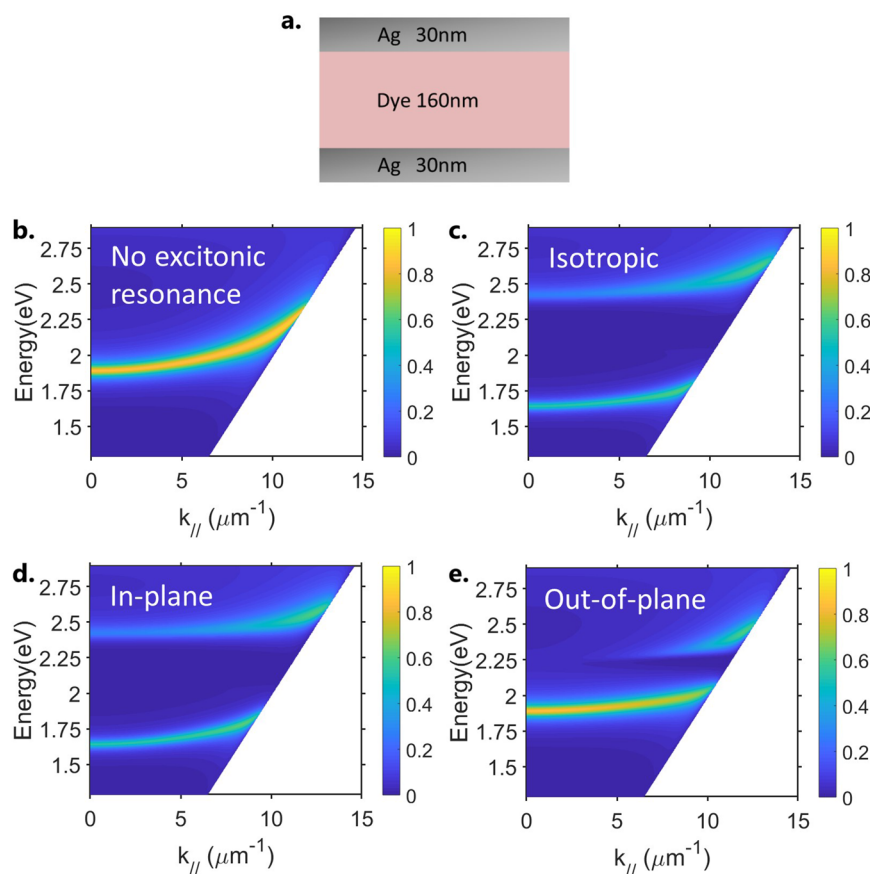 a.
Ag 30nm
Dye 160nm
Ag 30nm
b.
No excitonic
resonance
Energy(eV)
2.75
2.5
2.25
2
1.75
1.5
0 5 10 15
k// (μm-1)
1
0.8
0.6
0.4
0.2
0
c.
Isotropic
Energy(eV)
2.75
2.5
2.25
2
1.75
1.5
0 5 10 15
k// (μm-1)
1
0.8
0.6
0.4
0.2
0
d.
In-plane
Energy(eV)
2.75
2.5
2.25
2
1.75
1.5
0 5 10 15
k// (μm-1)
1
0.8
0.6
0.4
0.2
0
e.
Out-of-plane
Energy(eV)
2.75
2.5
2.25
2
1.75
1.5
0 5 10 15
k// (μm-1)
1
0.8
0.6
0.4
0.2
0